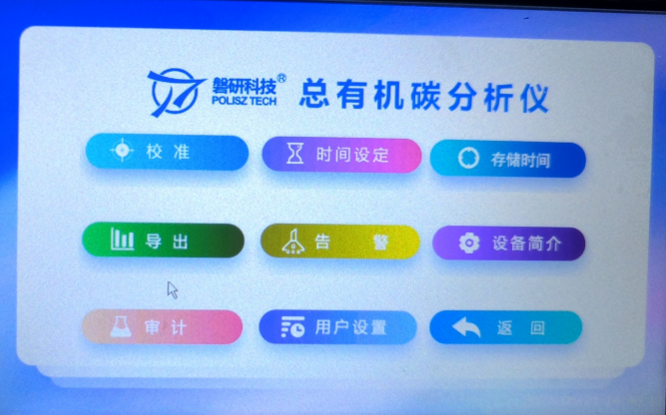 磐研科技®
POLISZ TECH
总有机碳分析仪
校准
时间设定
存储时间
导出
告警
设备简介
审计
用户设置
返回